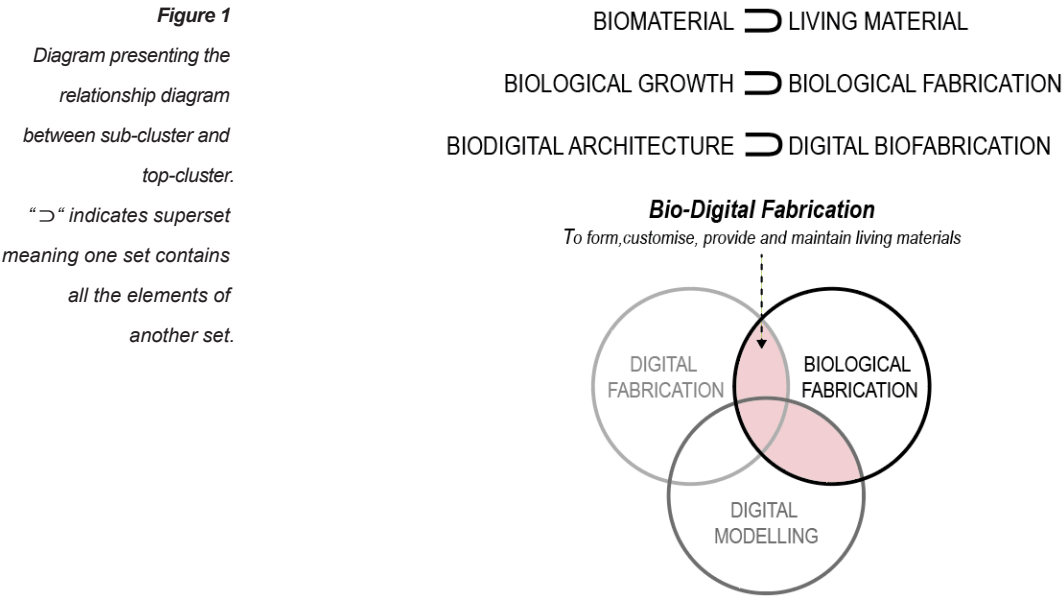 Figure 1
Diagram presenting the
relationship diagram
between sub-cluster and
top-cluster.
“⊃“ indicates superset
meaning one set contains
all the elements of
another set.
BIOMATERIAL ⊃ LIVING MATERIAL
BIOLOGICAL GROWTH ⊃ BIOLOGICAL FABRICATION
BIODIGITAL ARCHITECTURE ⊃ DIGITAL BIOFABRICATION
Bio-Digital Fabrication
To form,customise, provide and maintain living materials
DIGITAL
FABRICATION
BIOLOGICAL
FABRICATION
DIGITAL
MODELLING